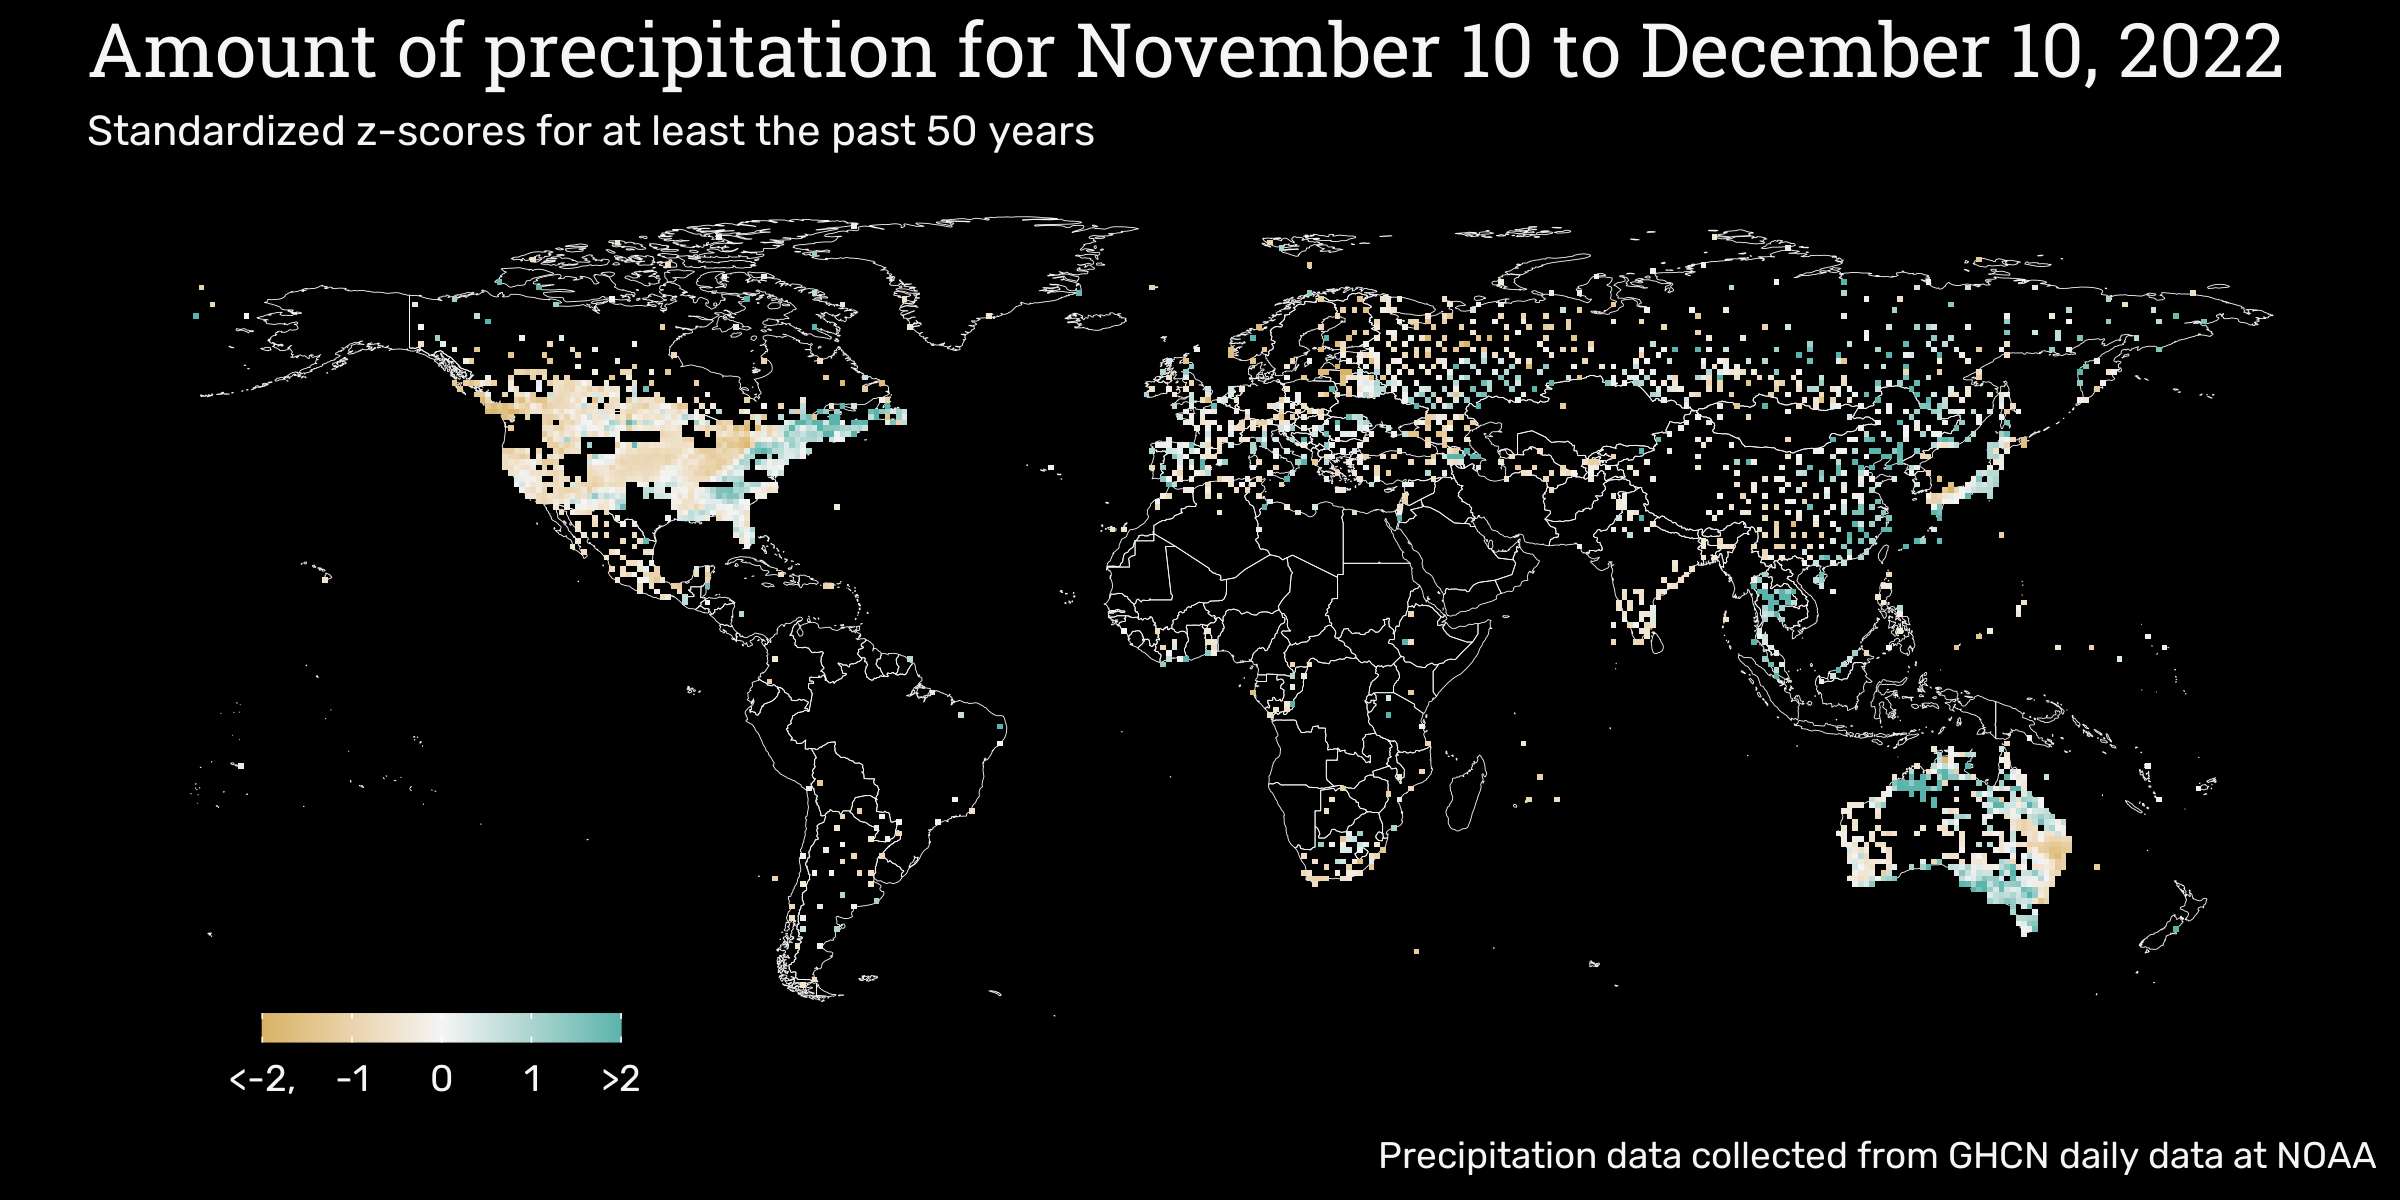 Amount of precipitation for November 10 to December 10, 2022
Standardized z-scores for at least the past 50 years
<-2, -1 0 1 >2
Precipitation data collected from GHCN daily data at NOAA